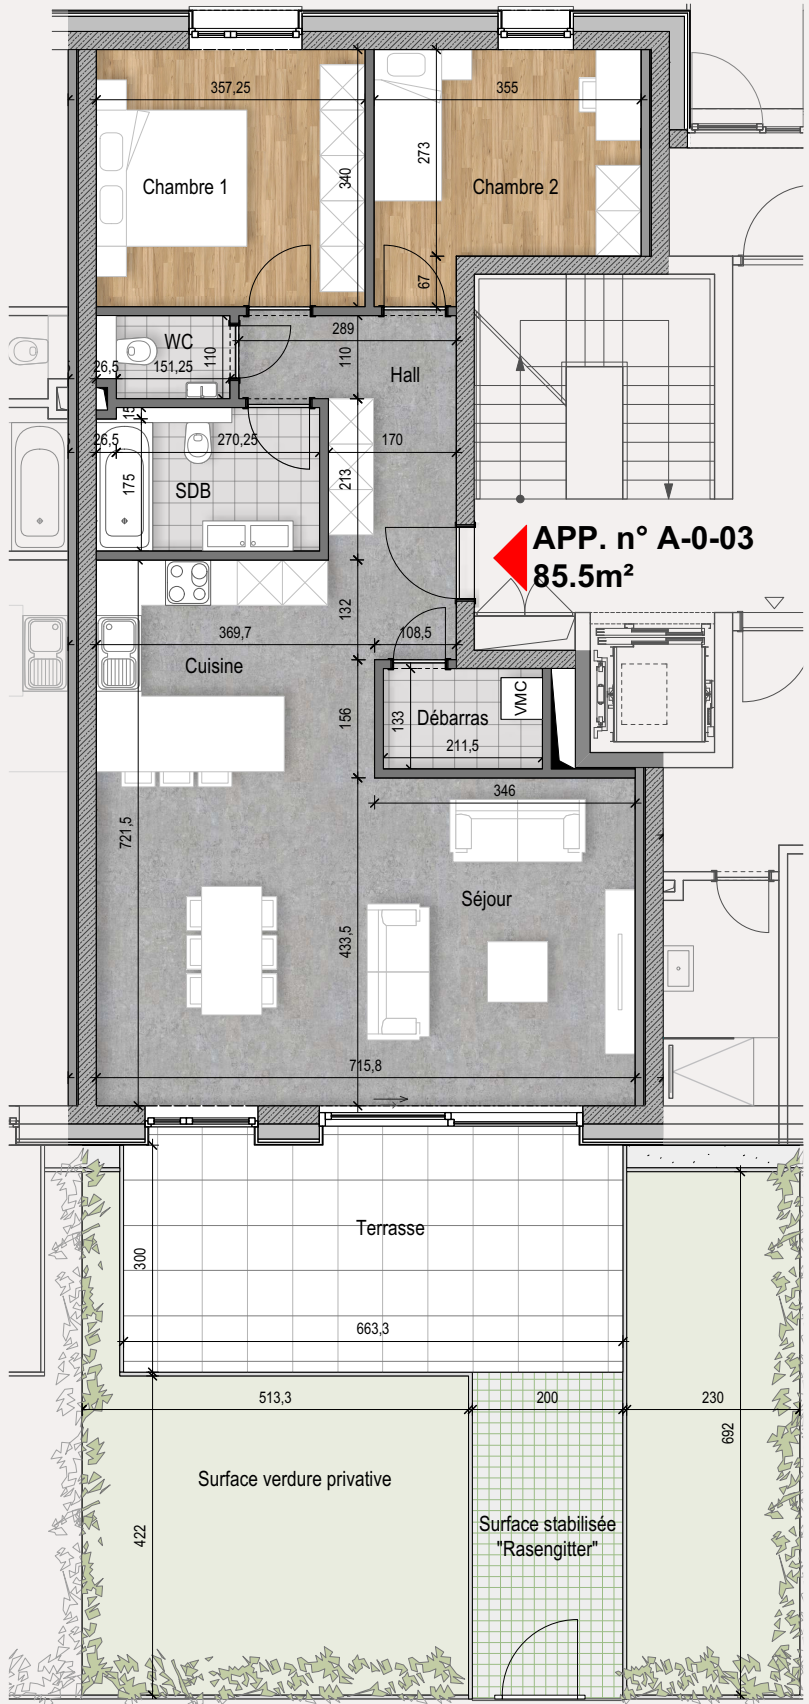 357,25
355
340
273
Chambre 1
Chambre 2
67
289
WC
110
110
Hall
26,5
151,25
15
26,5
270,25
170
175
213
SDB
APP. n° A-0-03
85.5m²
132
369,7
108,5
Cuisine
156
133
Débarras
VMC
211,5
346
721,5
Séjour
433,5
715,8
Terrasse
300
663,3
513,3
200
230
692
Surface verdure privative
422
Surface stabilisée
"Rasengitter"